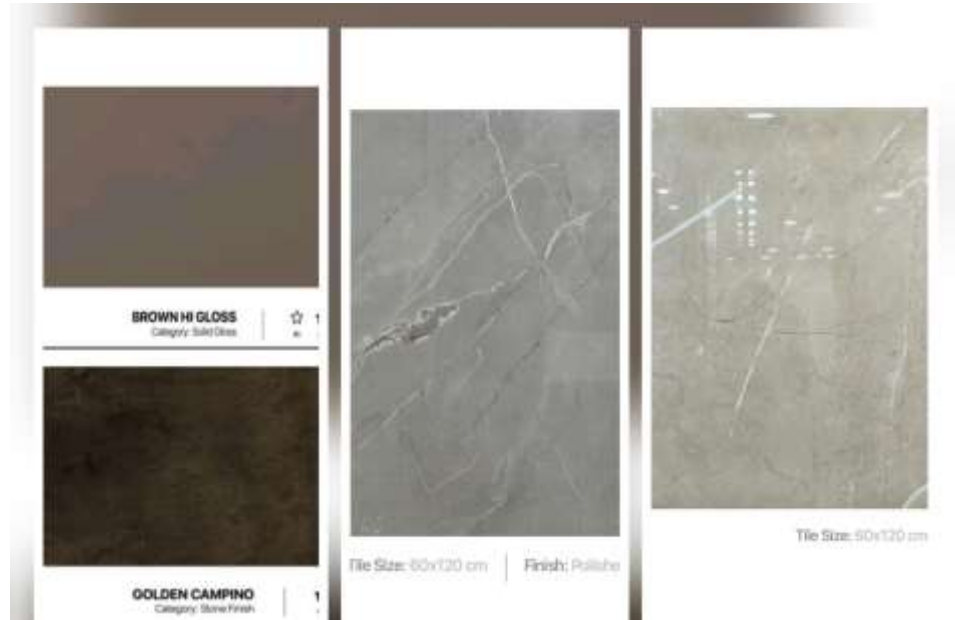 BROWN HI GLOSS
Category: Solid Gloss
GOLDEN CAMPINO
Category: Stone Finish
Tile Size: 60x120 cm
Finish: Polishe
Tile Size: 60x120 cm